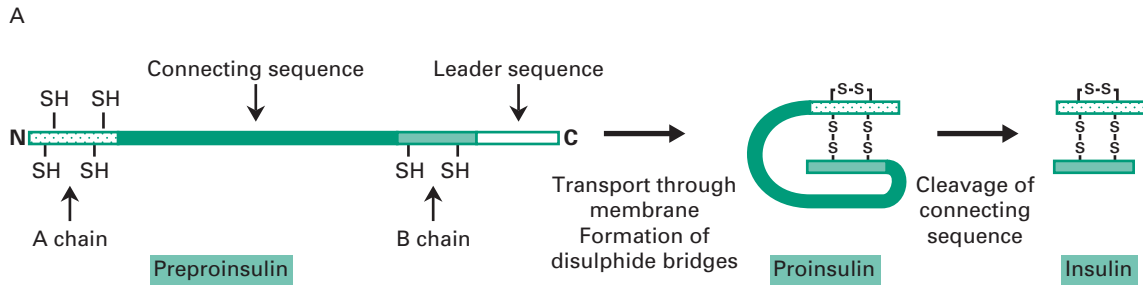 A
Connecting sequence
Leader sequence
SH SH
N
C
SH SH
SH SH
A chain
B chain
Preproinsulin
Transport through
membrane
Formation of
disulphide bridges
S-S
S S
S S
Proinsulin
Cleavage of
connecting
sequence
S-S
S S
S S
Insulin